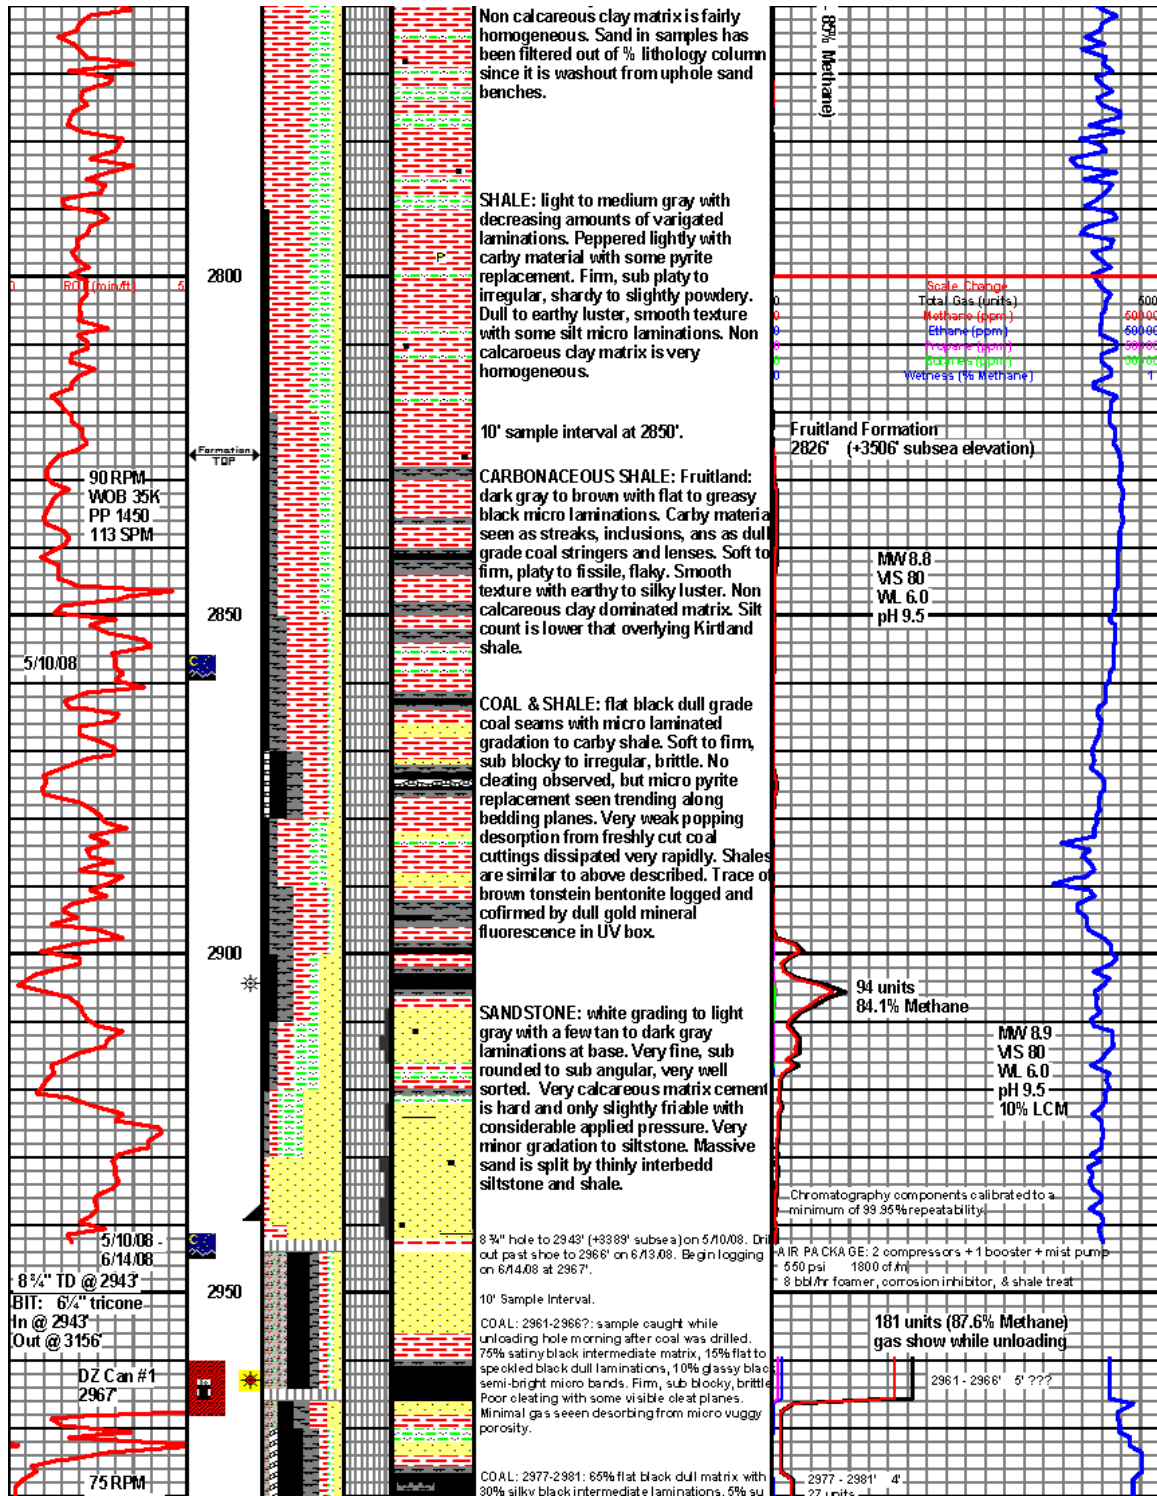 Non calcareous clay matrix is fairly
homogeneous. Sand in samples has
been filtered out of % lithology column
since it is washout from uphole sand
benches.
- 85% Methane)
SHALE: light to medium gray with
decreasing amounts of varigated
laminations. Peppered lightly with
carby material with some pyrite
replacement. Firm, sub platy to
irregular, shardy to slightly powdery.
Dull to earthy luster, smooth texture
with some silt micro laminations. Non
calcaroeus clay matrix is very
homogeneous.
P
2800
(min/ft) 5
Scale Change
0 Total Gas (units) 500
Methane (ppm) 50000
0 Ethane (ppm) 50000
Propane (ppm) 50000
Butanes (ppm) 50000
0 Wetness (% Methane) 1
10' sample interval at 2850'.
Fruitland Formation
2826' (+3506' subsea elevation)
Formation
TOP
90 RPM
WOB 35K
PP 1450
113 SPM
CARBONACEOUS SHALE: Fruitland:
dark gray to brown with flat to greasy
black micro laminations. Carby materia
seen as streaks, inclusions, ans as dull
grade coal stringers and lenses. Soft to
firm, platy to fissile, flaky. Smooth
texture with earthy to silky luster. Non
calcareous clay dominated matrix. Silt
count is lower that overlying Kirtland
shale.
MW 8.8
VIS 80
WL 6.0
pH 9.5
2850
5/10/08
C
COAL & SHALE: flat black dull grade
coal seams with micro laminated
gradation to carby shale. Soft to firm,
sub blocky to irregular, brittle. No
cleating observed, but micro pyrite
replacement seen trending along
bedding planes. Very weak popping
desorption from freshly cut coal
cuttings dissipated very rapidly. Shales
are similar to above described. Trace of
brown tonstein bentonite logged and
cofirmed by dull gold mineral
fluorescence in UV box.
2900
94 units
84.1% Methane
SANDSTONE: white grading to light
gray with a few tan to dark gray
laminations at base. Very fine, sub
rounded to sub angular, very well
sorted. Very calcareous matrix cement
is hard and only slightly friable with
considerable applied pressure. Very
minor gradation to siltstone. Massive
sand is split by thinly interbedd
siltstone and shale.
MW 8.9
VIS 80
WL 6.0
pH 9.5
10% LCM
Chromatography components calibrated to a
minimum of 99.95% repeatability.
5/10/08 -
6/14/08
C
8 ¾" TD @ 2943'
BIT: 6¼" tricone
In @ 2943'
Out @ 3156'
2950
8 ¾" hole to 2943' (+3389' subsea) on 5/10/08. Dril
out past shoe to 2966' on 6/13/08. Begin logging
on 6/14/08 at 2967'.
10' Sample Interval.
AIR PACKAGE: 2 compressors + 1 booster + mist pump
550 psi 1800 cf/m
8 bbl/hr foamer, corrosion inhibitor, & shale treat
COAL: 2961-2966?: sample caught while
unloading hole morning after coal was drilled.
75% satiny black intermediate matrix, 15% flat to
speckled black dull laminations, 10% glassy blac
semi-bright micro bands. Firm, sub blocky, brittle
Poor cleating with some visible cleat planes.
Minimal gas seeen desorbing from micro vuggy
porosity.
181 units (87.6% Methane)
gas show while unloading
2961 - 2966' 5' ???
DZ Can #1
2967'
75 RPM
COAL: 2977-2981: 65% flat black dull matrix with
30% silky black intermediate laminations, 5% su
2977 - 2981' 4'
27 units